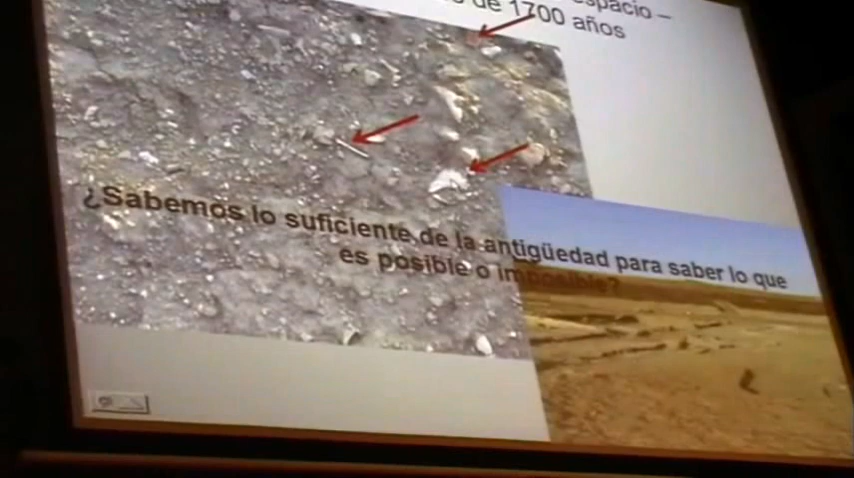 espacio –
de 1700 años
¿Sabemos lo suficiente de la antigüedad para saber lo que
es posible o imposible?